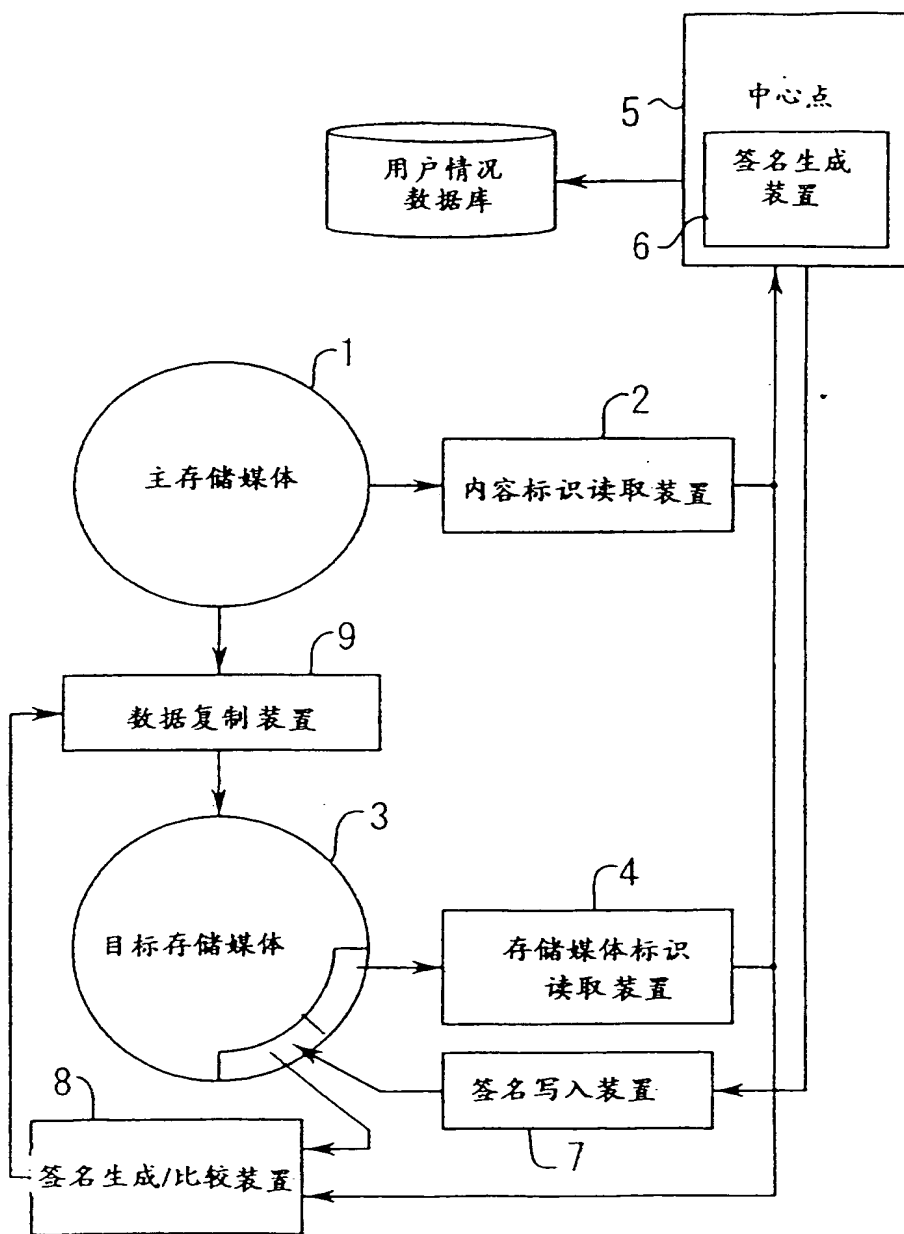 5
中心点
签名生成
装置
6
用户情况
数据库
1
主存储媒体
2
内容标识读取装置
9
数据复制装置
3
目标存储媒体
4
存储媒体标识
读取装置
签名写入装置
7
8
签名生成/比较装置